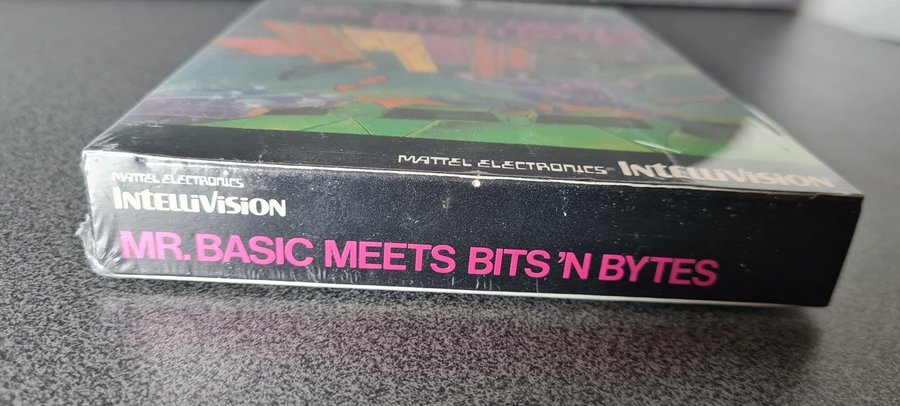 MATTEL ELECTRONICS® INTELLIVISION
MATTEL ELECTRONICS
INTELLIVISION
MR. BASIC MEETS BITS 'N BYTES